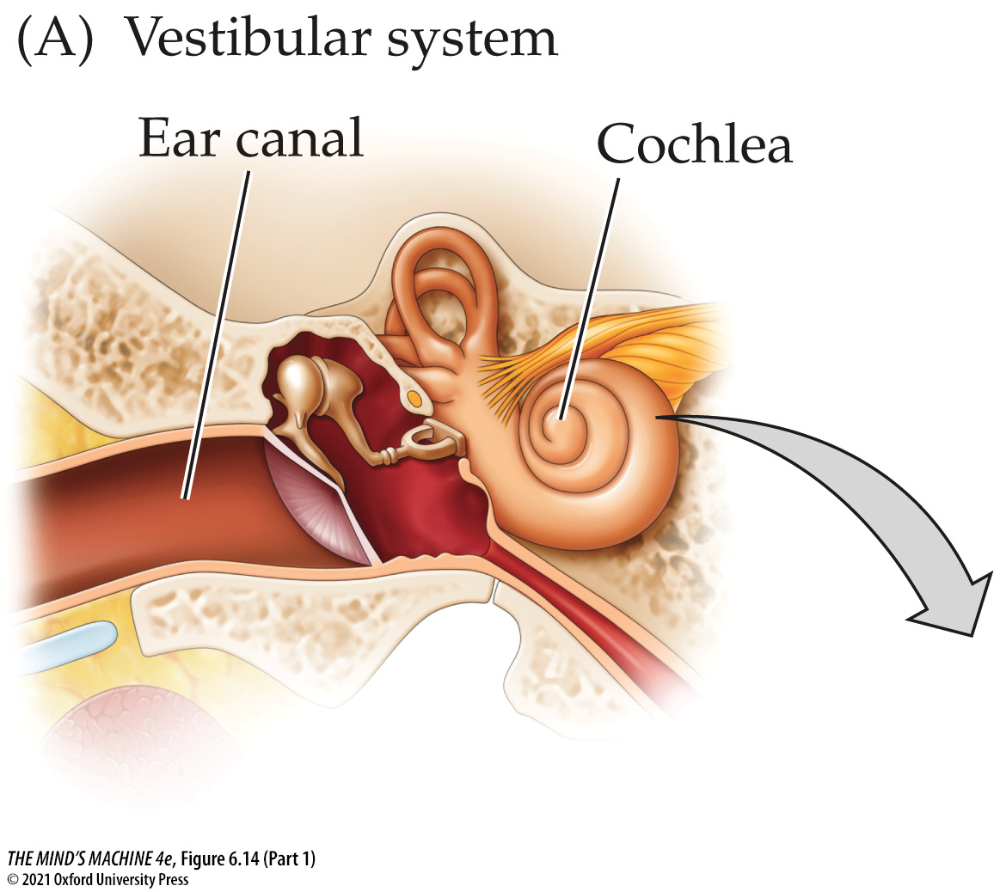 (A) Vestibular system
Ear canal
Cochlea
THE MIND'S MACHINE 4e, Figure 6.14 (Part 1)
© 2021 Oxford University Press